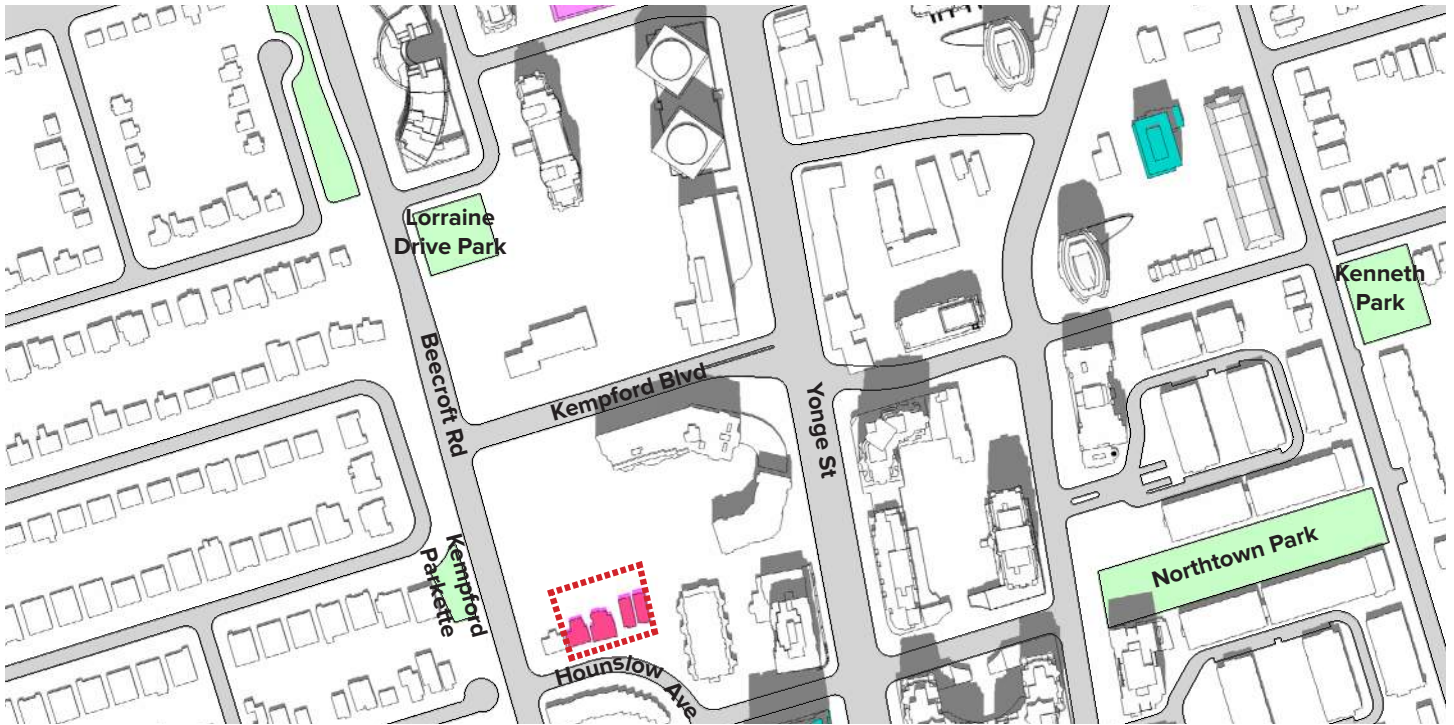 Lorraine
Drive Park
Kenneth
Park
Beecroft Rd
Kempford Blvd
Yonge St
Northtown Park
Kempford
Parkette
Hounslow Ave